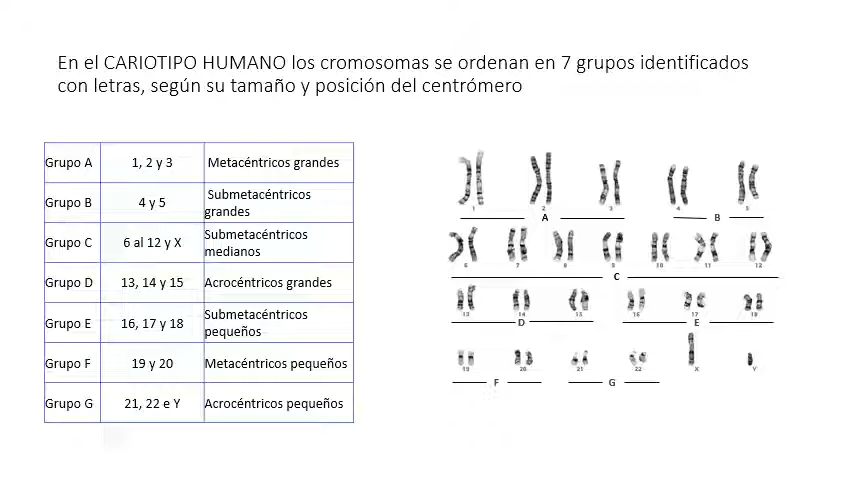 En el CARIOTIPO HUMANO los cromosomas se ordenan en 7 grupos identificados
con letras, según su tamaño y posición del centrómero
Grupo A 1, 2 y 3 Metacéntricos grandes
Grupo B 4 y 5 Submetacéntricos
grandes
Grupo C 6 al 12 y X Submetacéntricos
medianos
Grupo D 13, 14 y 15 Acrocéntricos grandes
Grupo E 16, 17 y 18 Submetacéntricos
pequeños
Grupo F 19 y 20 Metacéntricos pequeños
Grupo G 21, 22 e Y Acrocéntricos pequeños
1 2 3 4 5
A B
6 7 8 9 10 11 12
C
13 14 15 16 17 18
D E
19 20 21 22 X Y
F G